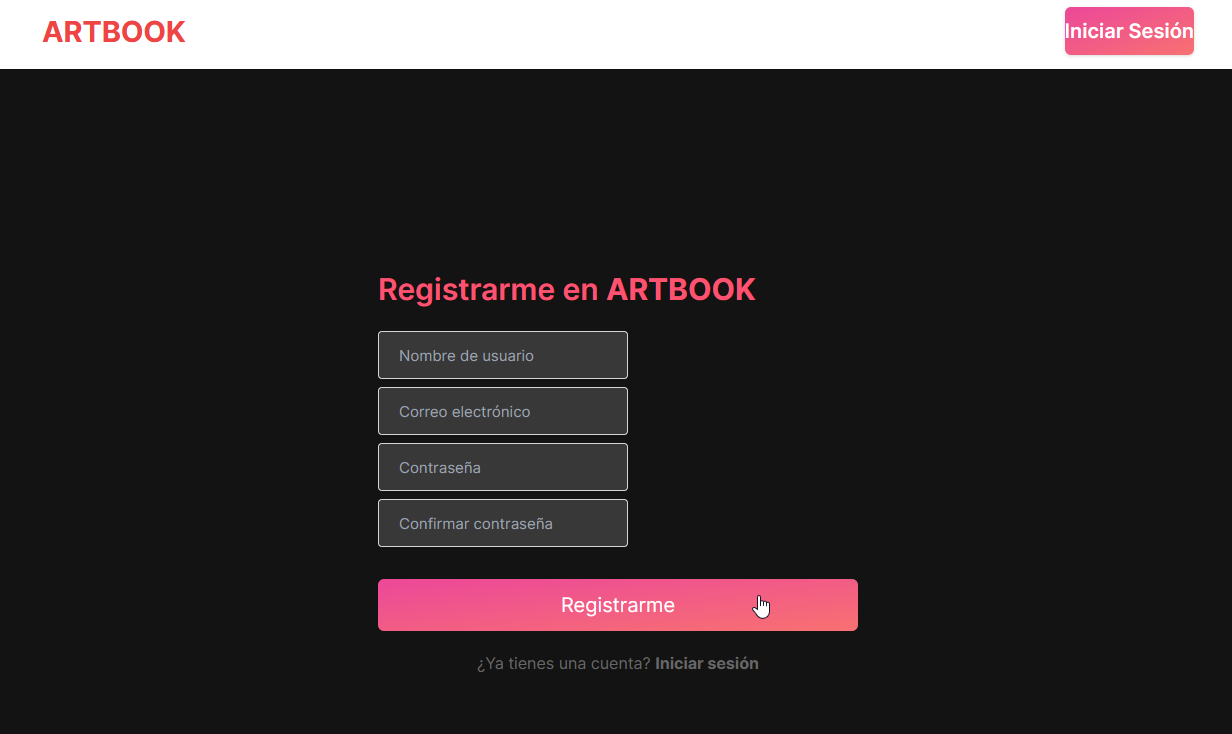 ARTBOOK
Iniciar Sesión
Registrarme en ARTBOOK
Nombre de usuario
Correo electrónico
Contraseña
Confirmar contraseña
Registrarme
¿Ya tienes una cuenta? Iniciar sesión